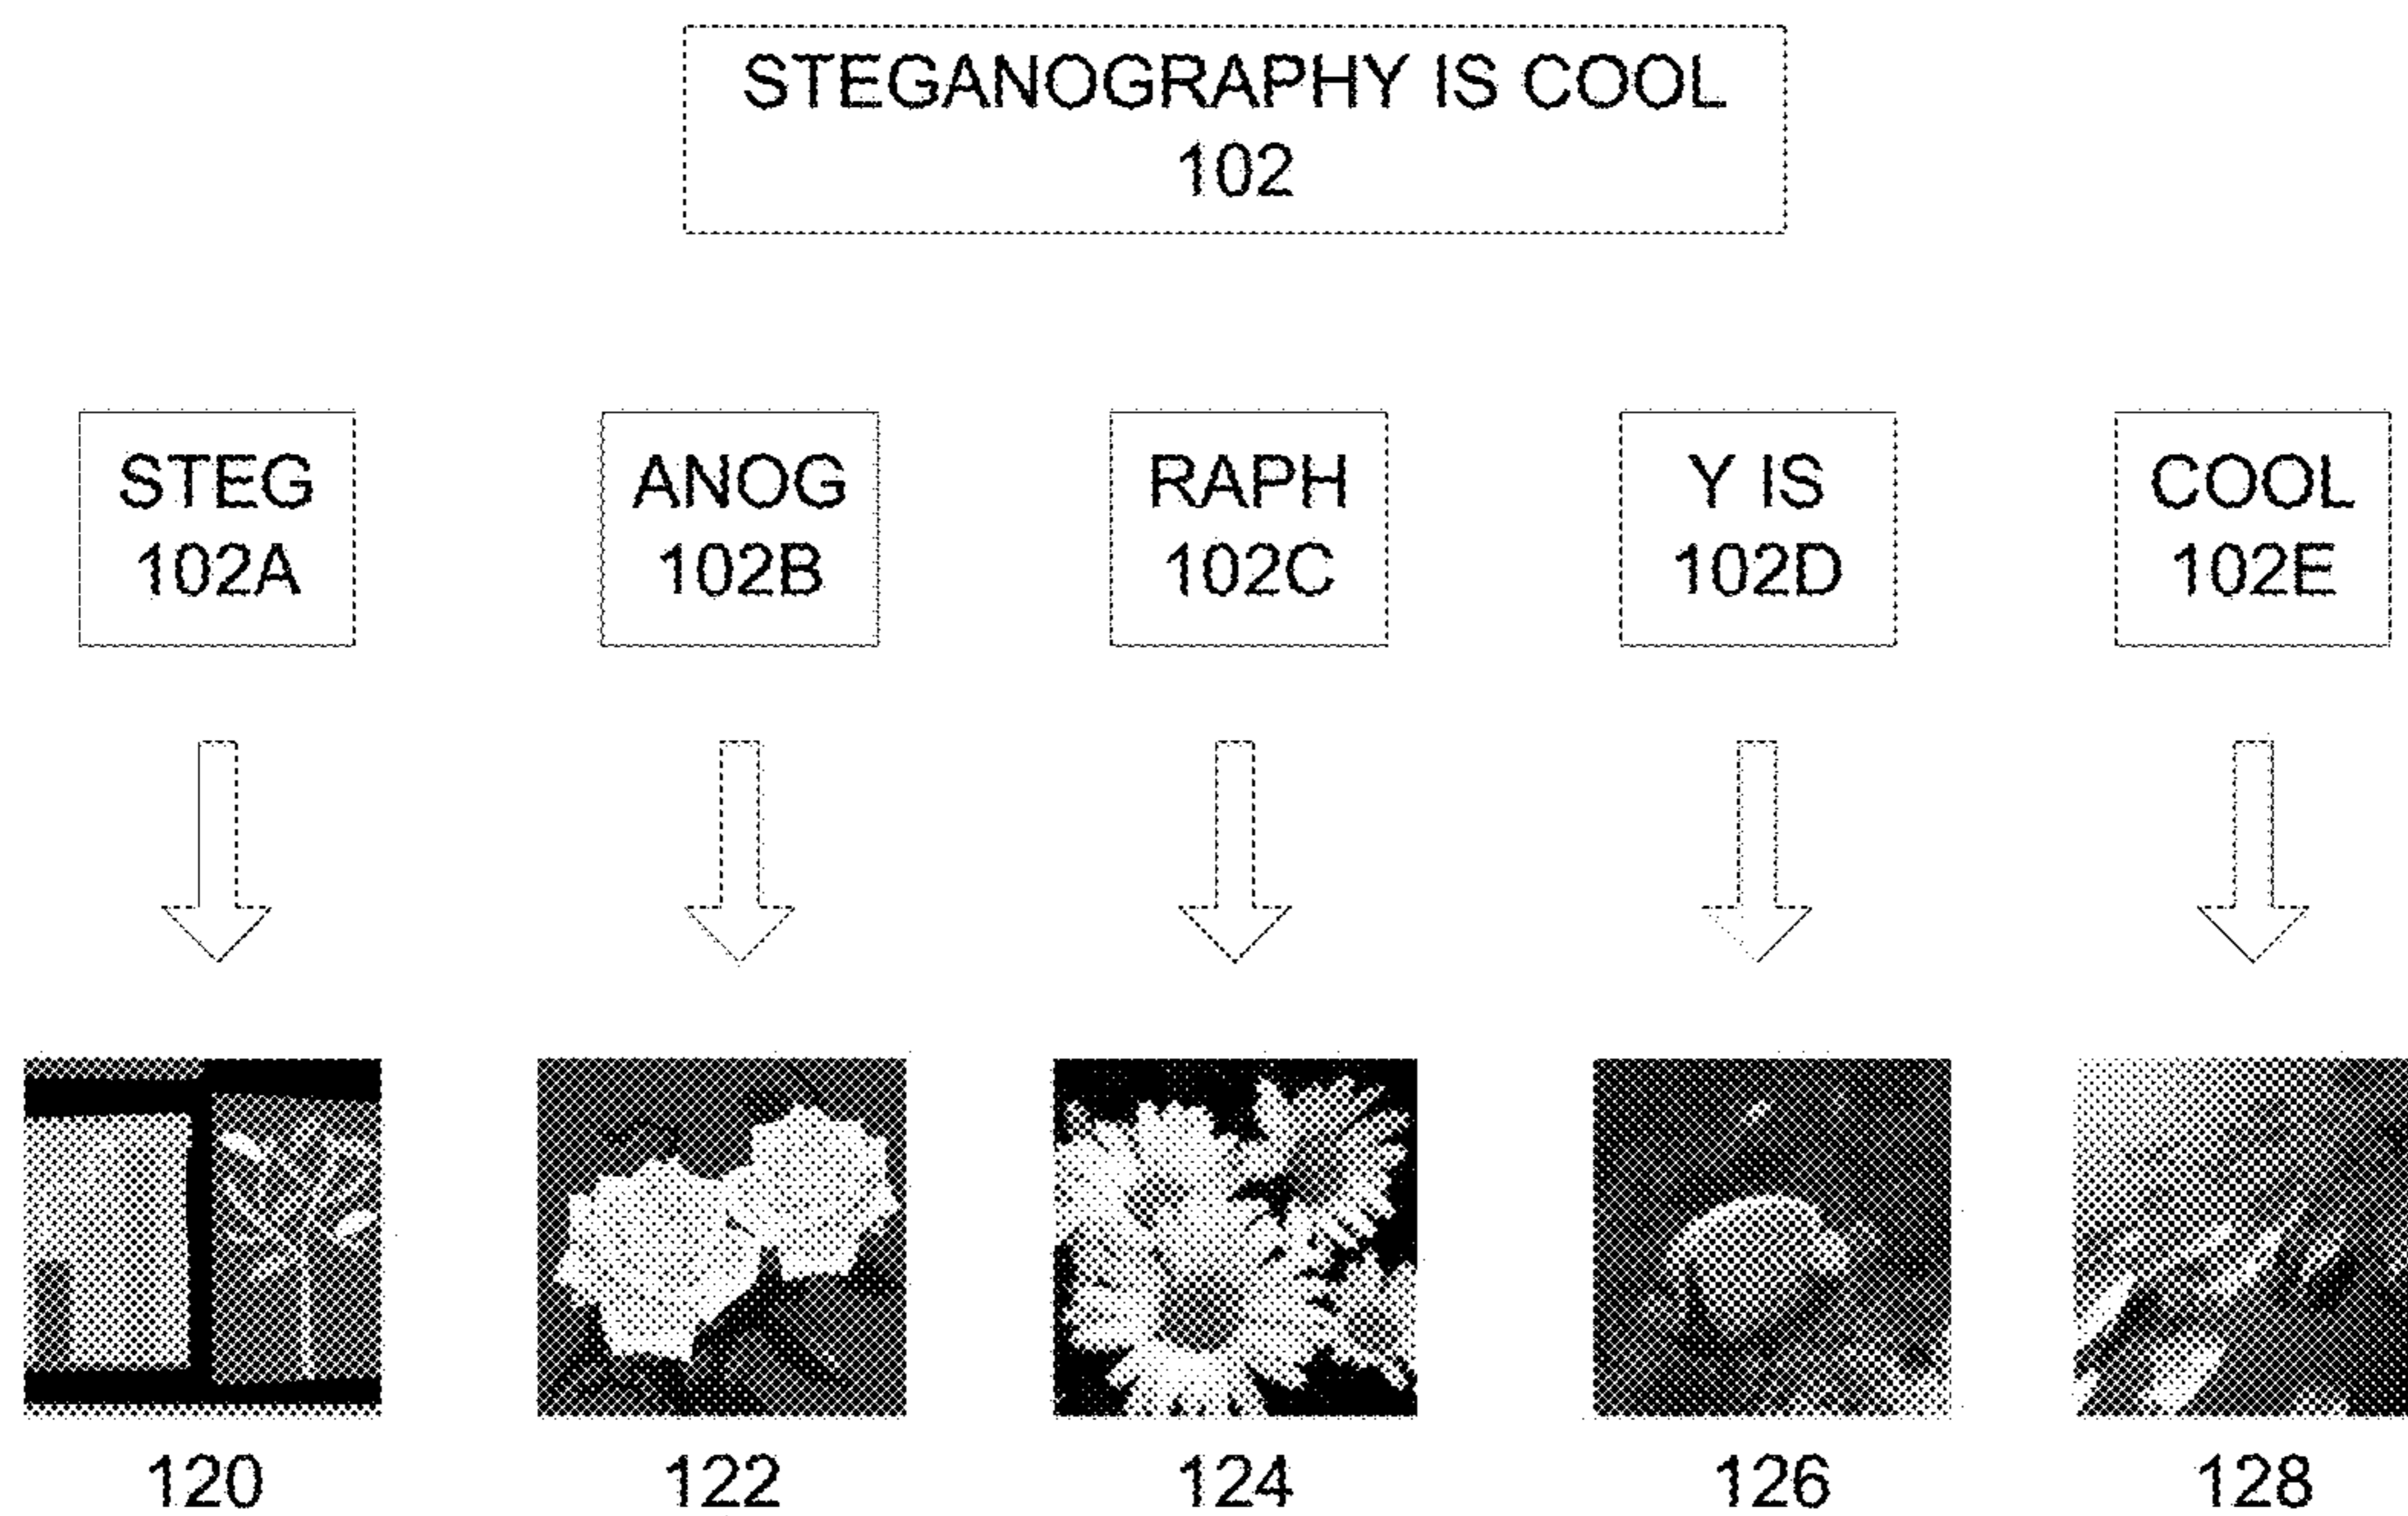 STEGANOGRAPHY IS COOL
102
STEG
102A
ANOG
102B
RAPH
102C
Y IS
102D
COOL
102E
120
122
124
126
128